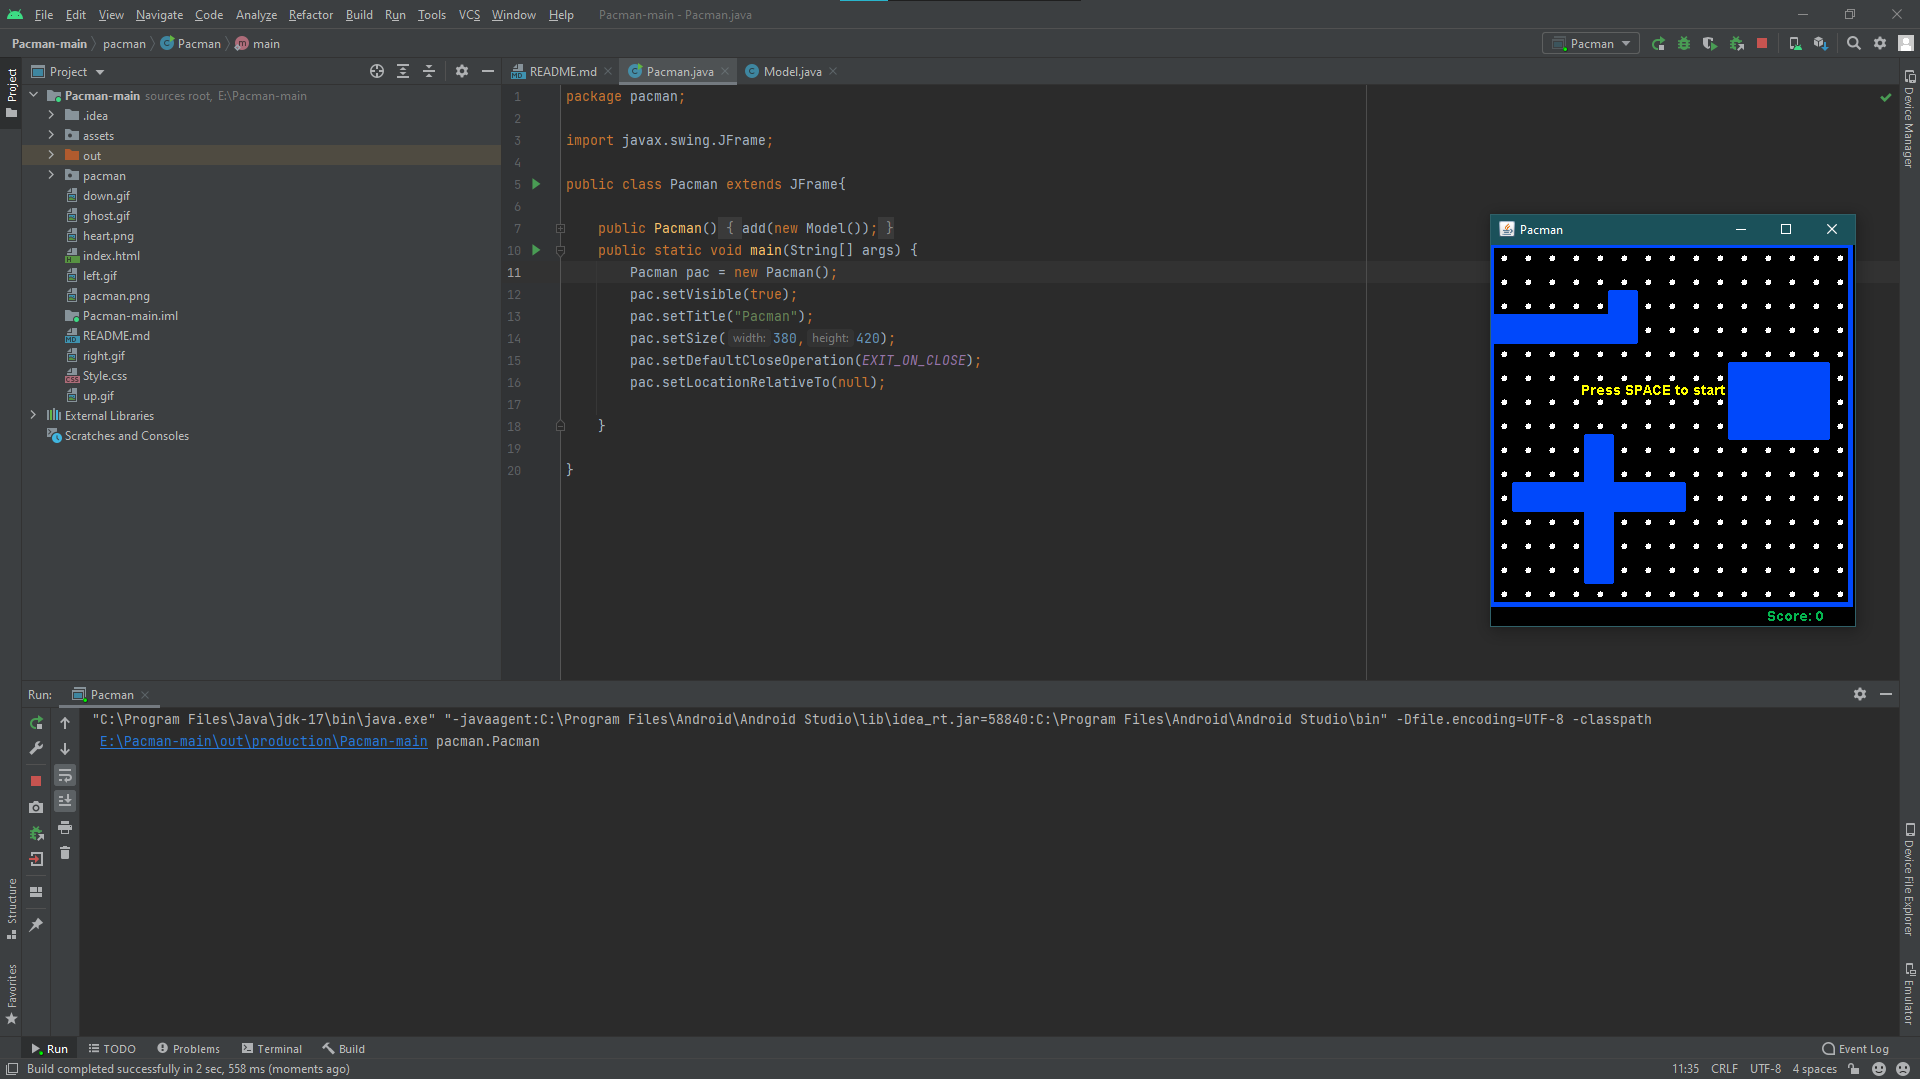 File Edit View Navigate Code Analyze Refactor Build Run Tools VCS Window Help Pacman-main - Pacman.java
Pacman-main pacman Pacman main Pacman
Project
README.md Pacman.java Model.java
Project
Pacman-main sources root, E:\Pacman-main
.idea
assets
out
pacman
down.gif
ghost.gif
heart.png
index.html
left.gif
pacman.png
Pacman-main.iml
README.md
right.gif
Style.css
up.gif
External Libraries
Scratches and Consoles
1 package pacman;
2
3 import javax.swing.JFrame;
4
5 public class Pacman extends JFrame{
6
7 public Pacman() { add(new Model()); }
10 public static void main(String[] args) {
11 Pacman pac = new Pacman();
12 pac.setVisible(true);
13 pac.setTitle("Pacman");
14 pac.setSize( width: 380, height: 420);
15 pac.setDefaultCloseOperation(EXIT_ON_CLOSE);
16 pac.setLocationRelativeTo(null);
17
18 }
19
20 }
Pacman
Press SPACE to start
Score: 0
Device Manager
Device File Explorer
Emulator
Structure
Favorites
Run: Pacman
"C:\Program Files\Java\jdk-17\bin\java.exe" "-javaagent:C:\Program Files\Android\Android Studio\lib\idea_rt.jar=58840:C:\Program Files\Android\Android Studio\bin" -Dfile.encoding=UTF-8 -classpath
E:\Pacman-main\out\production\Pacman-main pacman.Pacman
Run TODO Problems Terminal Build Event Log
Build completed successfully in 2 sec, 558 ms (moments ago) 11:35 CRLF UTF-8 4 spaces